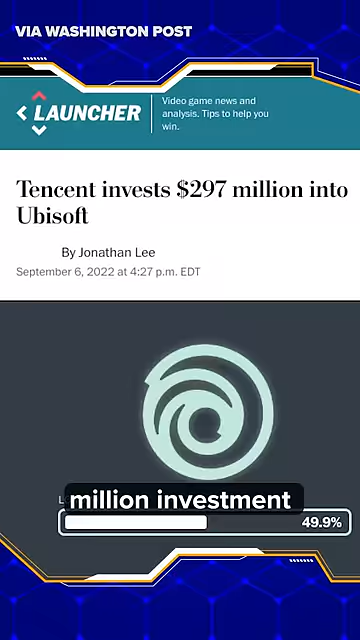 VIA WASHINGTON POST
LAUNCHER
Video game news and
analysis. Tips to help you
win.
Tencent invests $297 million into
Ubisoft
By Jonathan Lee
September 6, 2022 at 4:27 p.m. EDT
million investment
49.9%